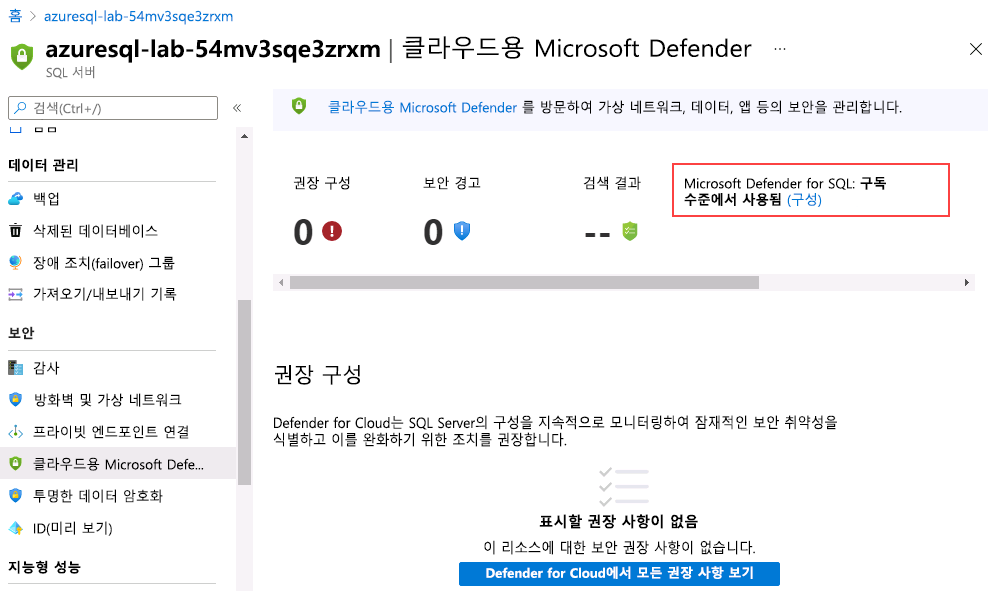 홈 > azuresql-lab-54mv3sqe3zrxm
azuresql-lab-54mv3sqe3zrxm | 클라우드용 Microsoft Defender ...
SQL 서버
검색(Ctrl+/)
데이터 관리
백업
삭제된 데이터베이스
장애 조치(failover) 그룹
가져오기/내보내기 기록
보안
감사
방화벽 및 가상 네트워크
프라이빗 엔드포인트 연결
클라우드용 Microsoft Defe...
투명한 데이터 암호화
ID(미리 보기)
지능형 성능
클라우드용 Microsoft Defender 를 방문하여 가상 네트워크, 데이터, 앱 등의 보안을 관리합니다.
권장 구성
0
보안 경고
0
검색 결과
--
Microsoft Defender for SQL: 구독
수준에서 사용됨 (구성)
권장 구성
Defender for Cloud는 SQL Server의 구성을 지속적으로 모니터링하여 잠재적인 보안 취약성을
식별하고 이를 완화하기 위한 조치를 권장합니다.
표시할 권장 사항이 없음
이 리소스에 대한 보안 권장 사항이 없습니다.
Defender for Cloud에서 모든 권장 사항 보기